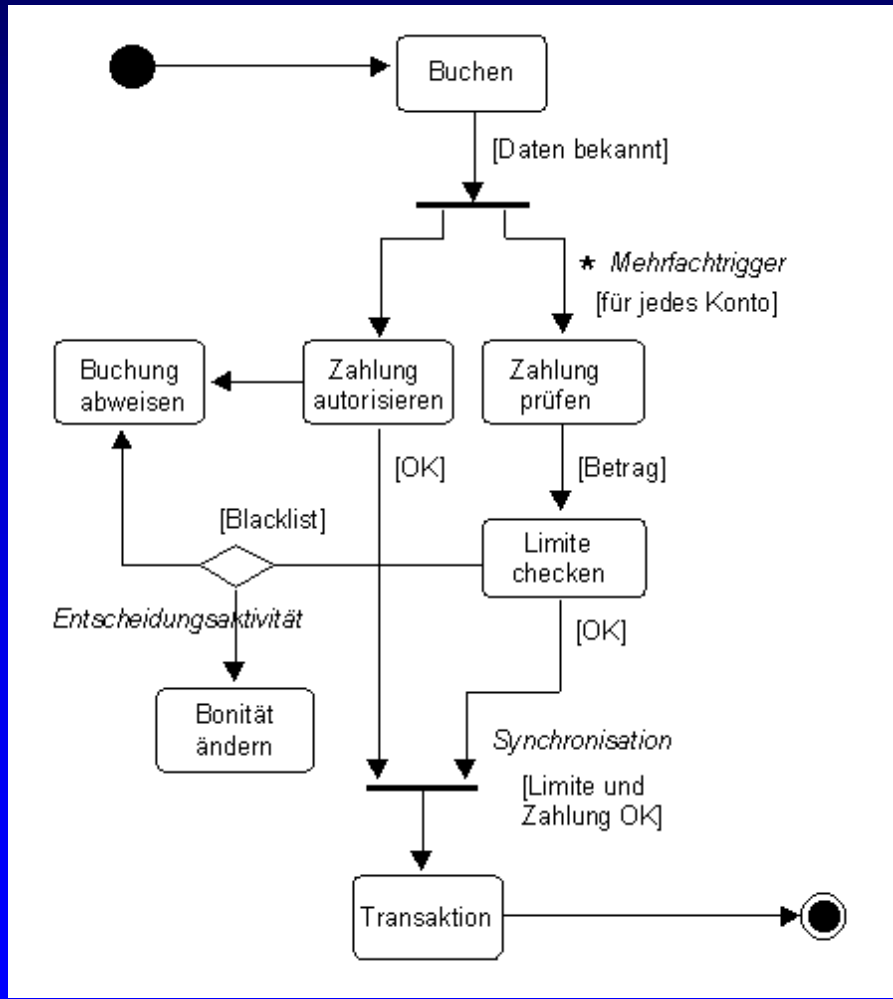 Buchen
[Daten bekannt]
* Mehrfachtrigger
[für jedes Konto]
Buchung
abweisen
Zahlung
autorisieren
Zahlung
prüfen
[OK]
[Betrag]
[Blacklist]
Limite
checken
Entscheidungsaktivität
[OK]
Bonität
ändern
Synchronisation
[Limite und
Zahlung OK]
Transaktion